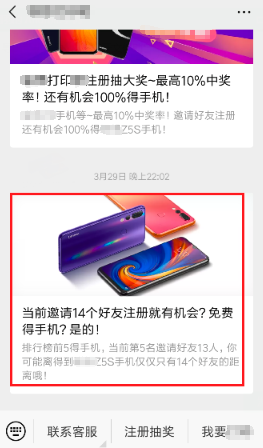 打印 注册抽大奖~最高10%中奖
率！还有机会100%得手机！
手机等~最高10%中奖率！邀请好友注册
还有机会100%得 Z5S手机！
3月29日 晚上22:02
当前邀请14个好友注册就有机会？免费
得手机？是的！
排行榜前5得手机，当前第5名邀请好友13人，你
可能离得到 Z5S手机仅仅只有14个好友的距
离哦！
联系客服 注册抽奖 我要